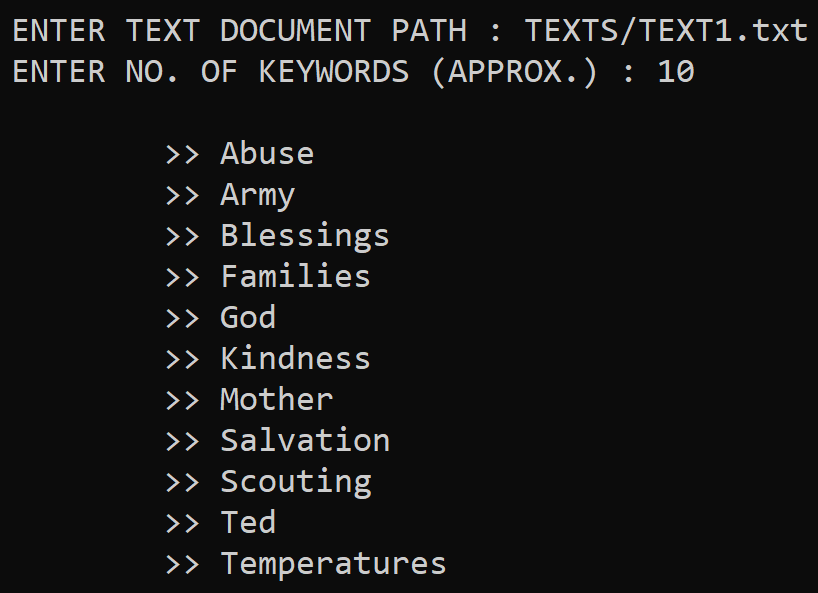 ENTER TEXT DOCUMENT PATH : TEXTS/TEXT1.txt
ENTER NO. OF KEYWORDS (APPROX.) : 10
>> Abuse
>> Army
>> Blessings
>> Families
>> God
>> Kindness
>> Mother
>> Salvation
>> Scouting
>> Ted
>> Temperatures